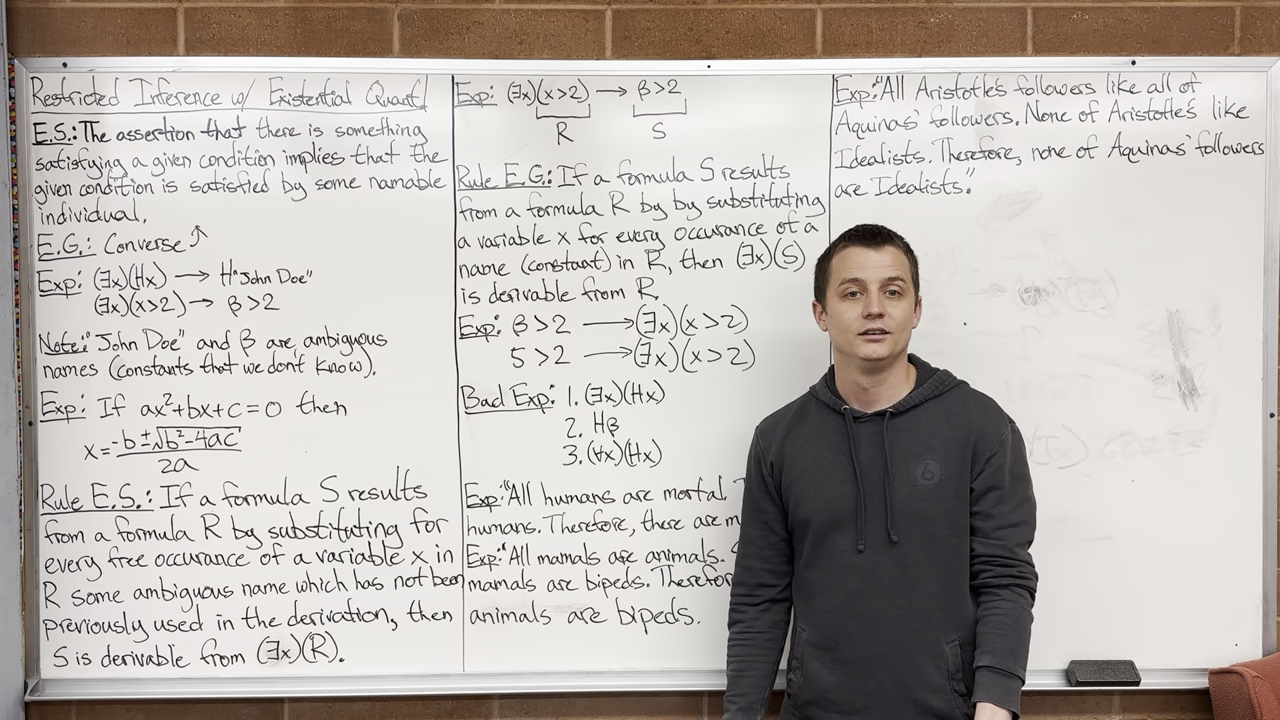 Restricted Inference w/ Existential Quant!
E.S.: The assertion that there is something
satisfying a given condition implies that the
given condition is satisfied by some namable
individual.
E.G.: Converse
Exp: (∃x)(Hx) → H"John Doe"
(∃x)(x>2) → β>2
Note: "John Doe" and β are ambiguous
names (constants that we don't know).
Exp: If ax²+bx+c=0 then
x = -b±√b²-4ac
2a
Rule E.S.: If a formula S results
from a formula R by substituting for
every free occurance of a variable x in
R some ambiguous name which has not been
previously used in the derivation, then
S is derivable from (∃x)(R).
Exp: (∃x)(x>2) → β>2
R S
Rule E.G.: If a formula S results
from a formula R by by substituting
a variable x for every occurance of a
name (constant) in R, then (∃x)(S)
is derivable from R.
Exp: β>2 → (∃x)(x>2)
5>2 → (∃x)(x>2)
Bad Exp: 1. (∃x)(Hx)
2. Hβ
3. (∀x)(Hx)
Exp: "All humans are mortal.
humans. Therefore, there are
Exp: "All mamals are animals.
mamals are bipeds.
animals are bipeds.
Exp: "All Aristotle's followers like all of
Aquinas' followers. None of Aristotle's like
Idealists. Therefore, none of Aquinas' followers
are Idealists."